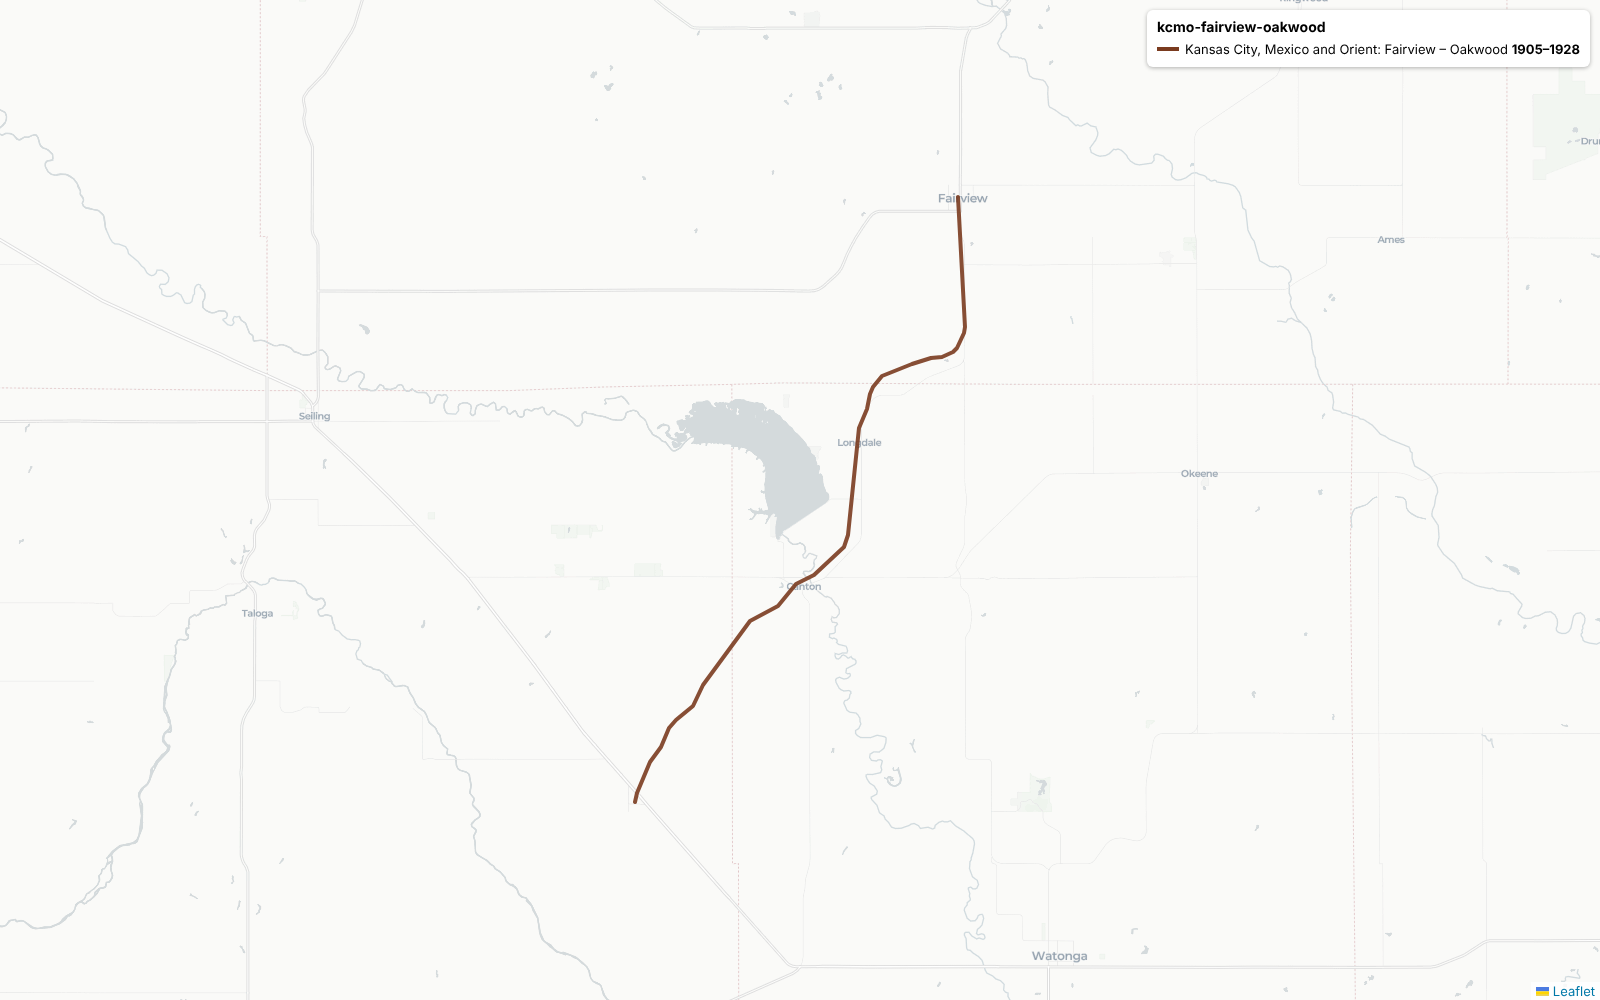 kcmo-fairview-oakwood
Kansas City, Mexico and Orient: Fairview – Oakwood 1905–1928
Fairview
Ames
Seiling
Longdale
Okeene
Canton
Taloga
Watonga
Leaflet